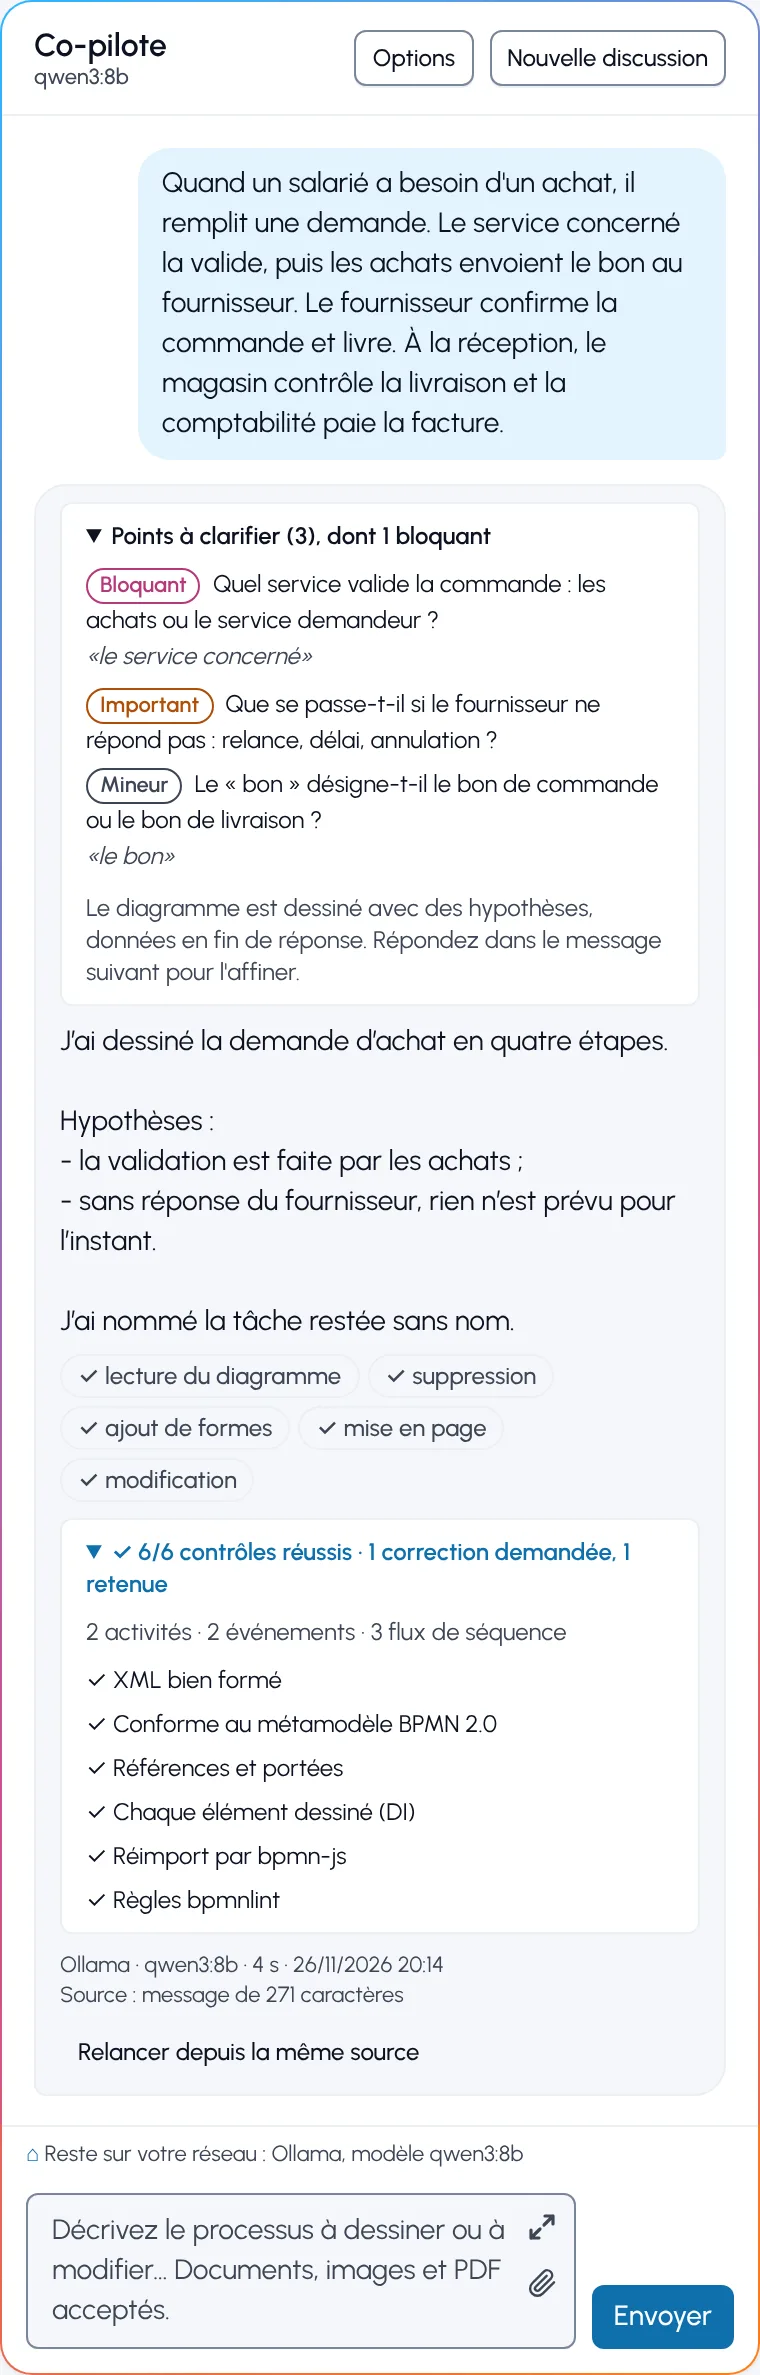 Co-pilote
qwen3:8b
Options
Nouvelle discussion
Quand un salarié a besoin d'un achat, il
remplit une demande. Le service concerné
la valide, puis les achats envoient le bon au
fournisseur. Le fournisseur confirme la
commande et livre. À la réception, le
magasin contrôle la livraison et la
comptabilité paie la facture.
▼ Points à clarifier (3), dont 1 bloquant
Bloquant Quel service valide la commande : les
achats ou le service demandeur ?
«le service concerné»
Important Que se passe-t-il si le fournisseur ne
répond pas : relance, délai, annulation ?
Mineur Le « bon » désigne-t-il le bon de commande
ou le bon de livraison ?
«le bon»
Le diagramme est dessiné avec des hypothèses,
données en fin de réponse. Répondez dans le message
suivant pour l'affiner.
J’ai dessiné la demande d’achat en quatre étapes.
Hypothèses :
- la validation est faite par les achats ;
- sans réponse du fournisseur, rien n’est prévu pour
l’instant.
J’ai nommé la tâche restée sans nom.
✓ lecture du diagramme
✓ suppression
✓ ajout de formes
✓ mise en page
✓ modification
▼ ✓ 6/6 contrôles réussis · 1 correction demandée, 1
retenue
2 activités · 2 événements · 3 flux de séquence
✓ XML bien formé
✓ Conforme au métamodèle BPMN 2.0
✓ Références et portées
✓ Chaque élément dessiné (DI)
✓ Réimport par bpmn-js
✓ Règles bpmnlint
Ollama · qwen3:8b · 4 s · 26/11/2026 20:14
Source : message de 271 caractères
Relancer depuis la même source
⌂ Reste sur votre réseau : Ollama, modèle qwen3:8b
Décrivez le processus à dessiner ou à
modifier… Documents, images et PDF
acceptés.
Envoyer